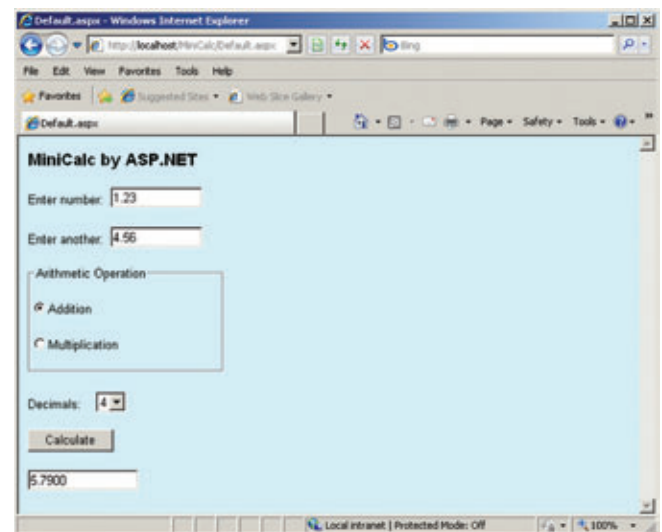 Default.aspx - Windows Internet Explorer
http://localhost/MiniCalc/Default.aspx
Bing
File Edit View Favorites Tools Help
Favorites Suggested Sites Web Slice Gallery
Default.aspx Page Safety Tools
MiniCalc by ASP.NET
Enter number: 1.23
Enter another: 4.56
Arithmetic Operation
Addition
Multiplication
Decimals: 4
Calculate
5.7900
Local intranet | Protected Mode: Off 100%